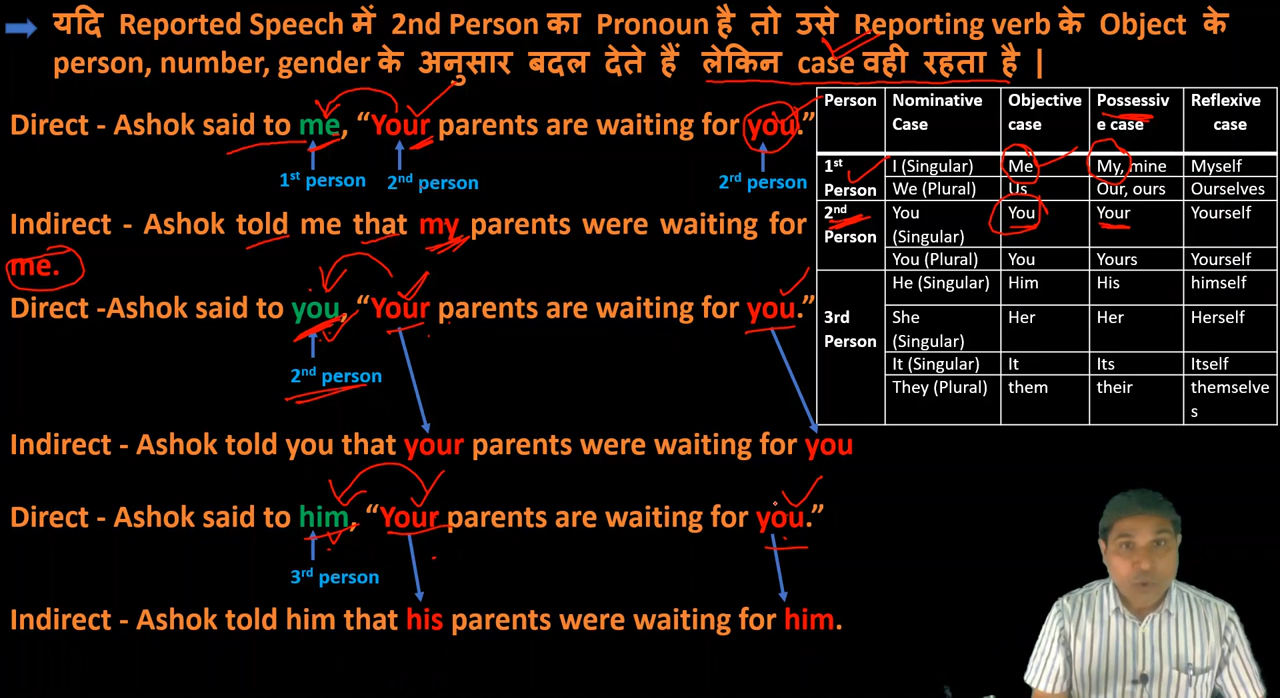 यदि Reported Speech में 2nd Person का Pronoun है तो उसे Reporting verb के Object के
person, number, gender के अनुसार बदल देते हैं लेकिन case वही रहता है |
Direct - Ashok said to me, “Your parents are waiting for you.”
1st person 2nd person 2rd person
Indirect - Ashok told me that my parents were waiting for
me.
Direct -Ashok said to you, “Your parents are waiting for you.”
2nd person
Indirect - Ashok told you that your parents were waiting for you
Direct - Ashok said to him, “Your parents are waiting for you.”
3rd person
Indirect - Ashok told him that his parents were waiting for him.
Person Nominative Case Objective case Possessiv e case Reflexive case
1st Person I (Singular) Me My, mine Myself
We (Plural) Us Our, ours Ourselves
2nd Person You (Singular) You Your Yourself
You (Plural) You Yours Yourself
3rd Person He (Singular) Him His himself
She (Singular) Her Her Herself
It (Singular) It Its Itself
They (Plural) them their themselve s